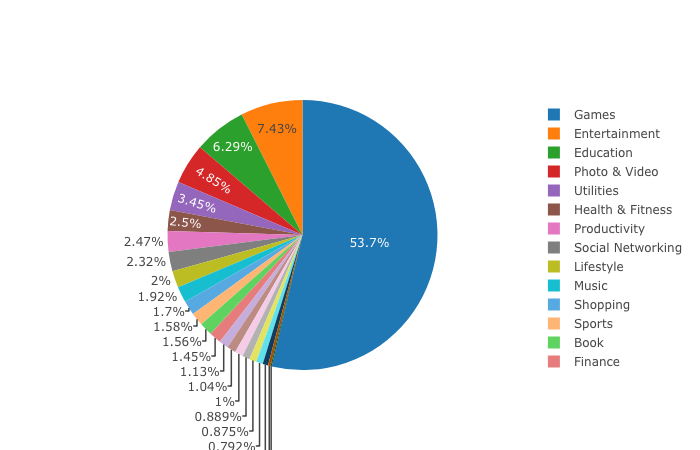 7.43%
6.29%
4.85%
3.45%
2.5%
53.7%
2.47%
2.32%
2%
1.92%
1.7%
1.58%
1.56%
1.45%
1.13%
1.04%
1%
0.889%
0.875%
0.792%
Games
Entertainment
Education
Photo & Video
Utilities
Health & Fitness
Productivity
Social Networking
Lifestyle
Music
Shopping
Sports
Book
Finance